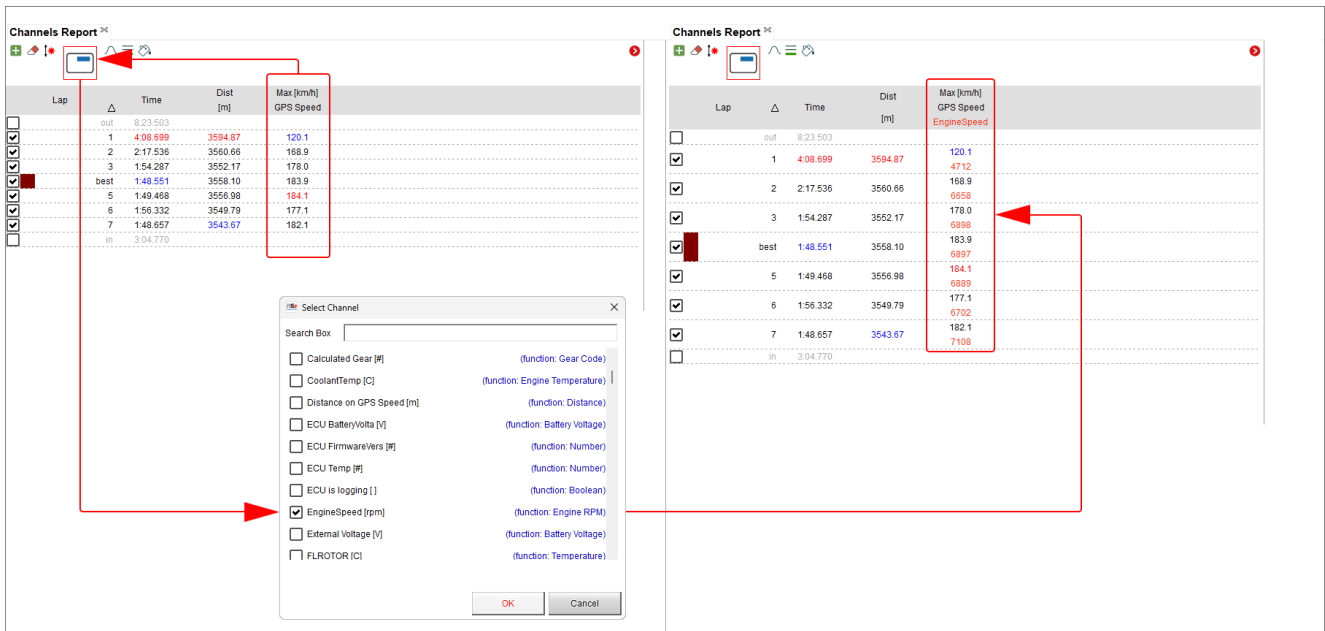 Channels Report
Lap △ Time Dist [m] Max [km/h] GPS Speed
out 8:23.503
1 4:08.699 3594.87 120.1
2 2:17.536 3560.66 168.9
3 1:54.287 3552.17 178.0
best 1:48.551 3558.10 183.9
5 1:49.468 3556.98 184.1
6 1:56.332 3549.79 177.1
7 1:48.657 3543.67 182.1
in 3:04.770
Select Channel
Search Box
Calculated Gear [#] (function: Gear Code)
CoolantTemp [C] (function: Engine Temperature)
Distance on GPS Speed [m] (function: Distance)
ECU BatteryVolta [V] (function: Battery Voltage)
ECU FirmwareVers [#] (function: Number)
ECU Temp [#] (function: Number)
ECU is logging [ ] (function: Boolean)
EngineSpeed [rpm] (function: Engine RPM)
External Voltage [V] (function: Battery Voltage)
FLROTOR [C] (function: Temperature)
OK Cancel
Channels Report
Lap △ Time Dist [m] Max [km/h] GPS Speed EngineSpeed
out 8:23.503
1 4:08.699 3594.87 120.1
4712
2 2:17.536 3560.66 168.9
6658
3 1:54.287 3552.17 178.0
6898
best 1:48.551 3558.10 183.9
6897
5 1:49.468 3556.98 184.1
6889
6 1:56.332 3549.79 177.1
6702
7 1:48.657 3543.67 182.1
7108
in 3:04.770